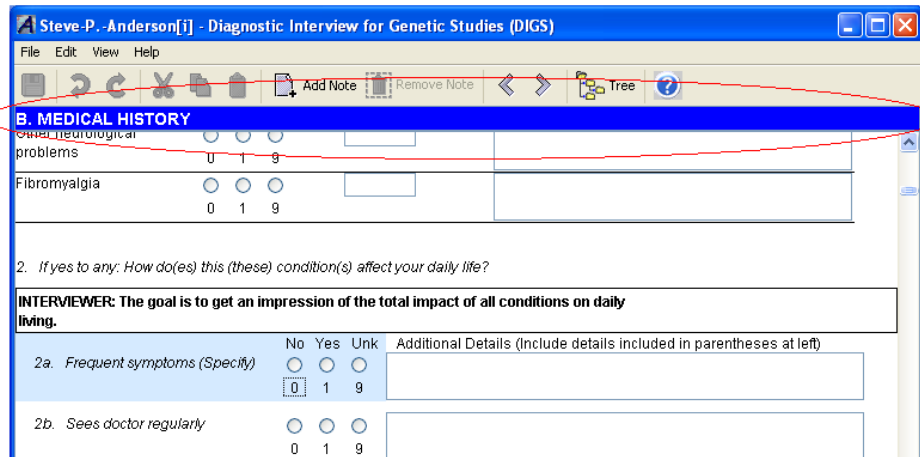 Steve-P.-Anderson[i] - Diagnostic Interview for Genetic Studies (DIGS)
File Edit View Help
Add Note Remove Note Tree ?
B. MEDICAL HISTORY
Other neurological
problems
0 1 9
Fibromyalgia
0 1 9
2. If yes to any: How do(es) this (these) condition(s) affect your daily life?
INTERVIEWER: The goal is to get an impression of the total impact of all conditions on daily
living.
No Yes Unk Additional Details (Include details included in parentheses at left)
2a. Frequent symptoms (Specify)
0 1 9
2b. Sees doctor regularly
0 1 9